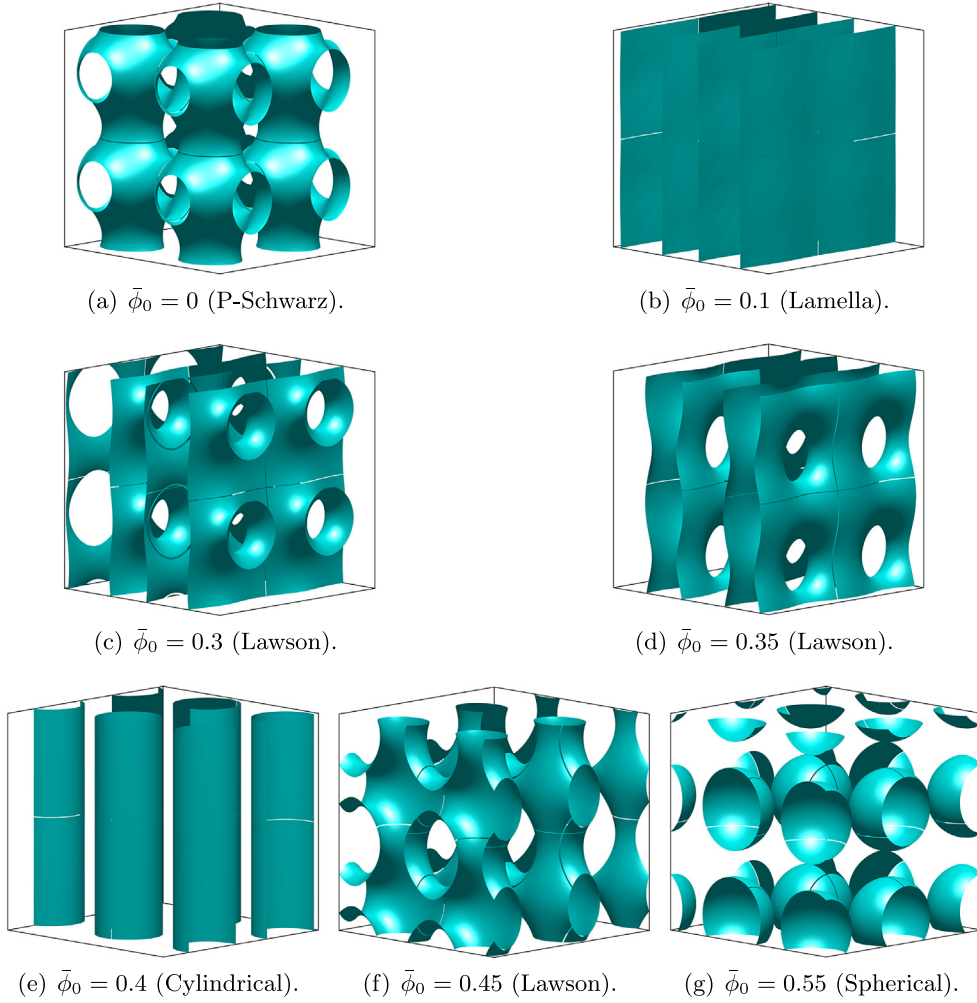 (a) ϕ̄₀ = 0 (P-Schwarz).
(b) ϕ̄₀ = 0.1 (Lamella).
(c) ϕ̄₀ = 0.3 (Lawson).
(d) ϕ̄₀ = 0.35 (Lawson).
(e) ϕ̄₀ = 0.4 (Cylindrical).
(f) ϕ̄₀ = 0.45 (Lawson).
(g) ϕ̄₀ = 0.55 (Spherical).